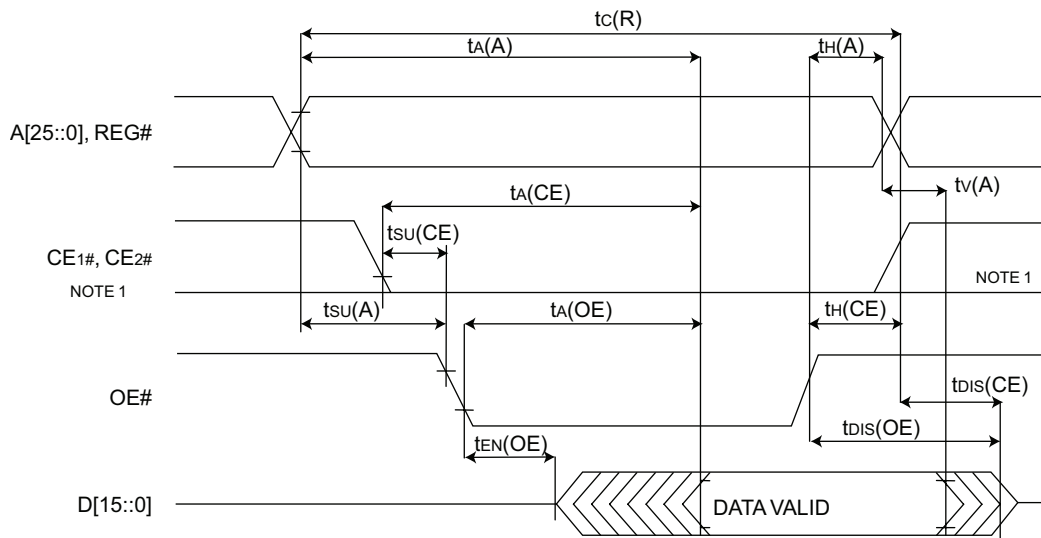 tC(R)
tA(A)
tH(A)
A[25::0], REG#
tV(A)
tA(CE)
tSU(CE)
CE1#, CE2#
NOTE 1
NOTE 1
tSU(A)
tA(OE)
tH(CE)
OE#
tDIS(CE)
tDIS(OE)
tEN(OE)
D[15::0]
DATA VALID